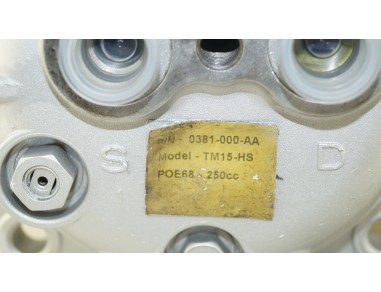 P/N - 0381-000-AA
Model - TM15-HS
POE68 - 250cc
S D